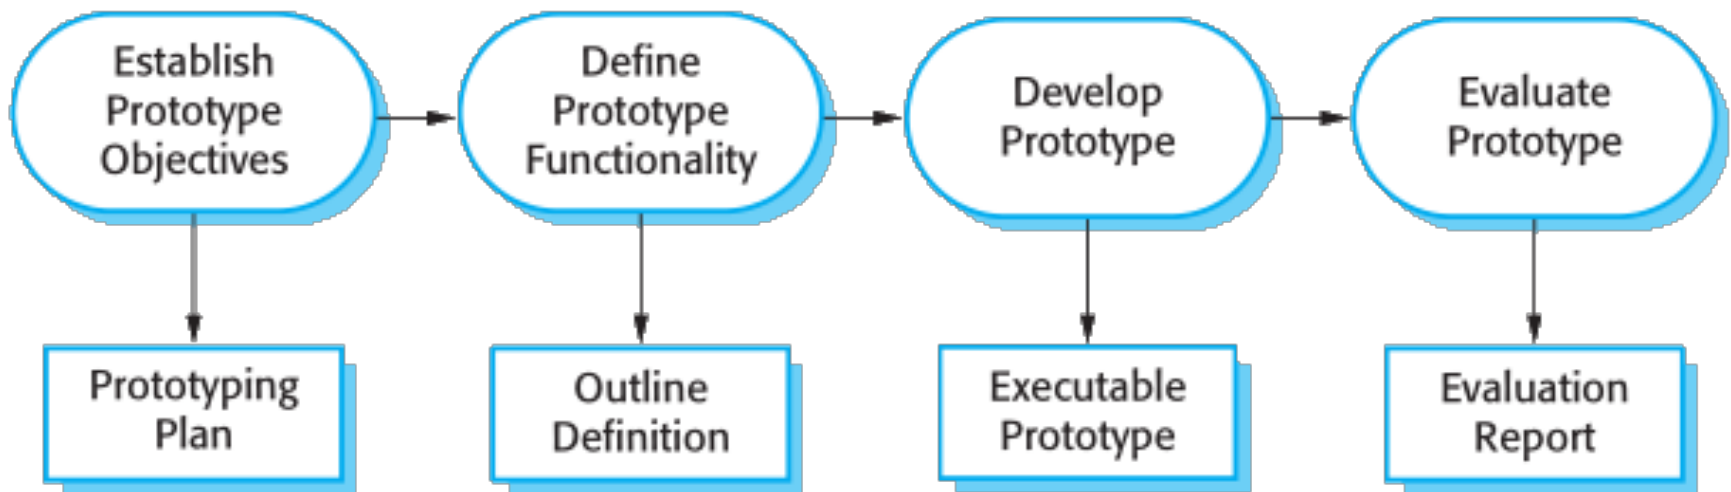 Establish
Prototype
Objectives
Define
Prototype
Functionality
Develop
Prototype
Evaluate
Prototype
Prototyping
Plan
Outline
Definition
Executable
Prototype
Evaluation
Report